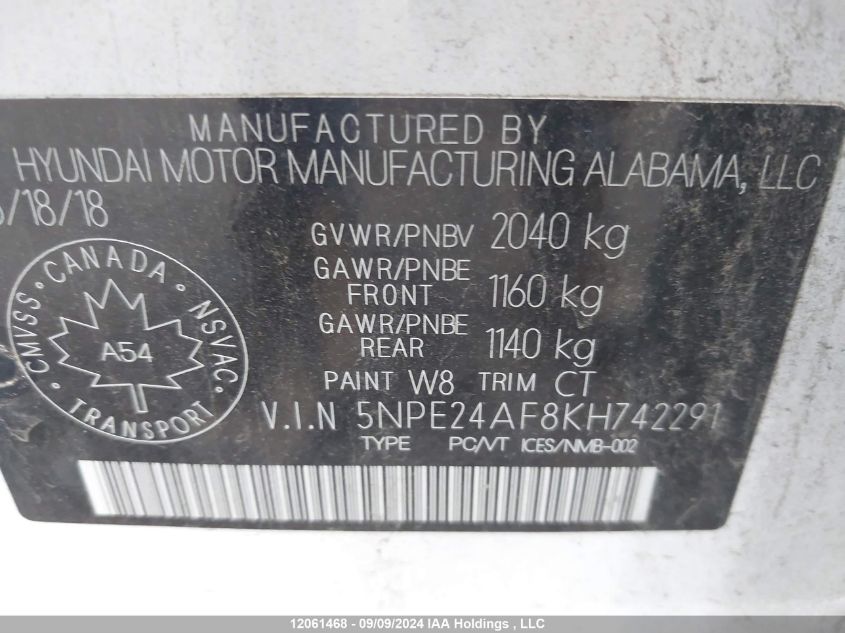 MANUFACTURED BY
HYUNDAI MOTOR MANUFACTURING ALABAMA, LLC
/18/18
GVWR/PNBV 2040 kg
GAWR/PNBE
FRONT 1160 kg
GAWR/PNBE
REAR 1140 kg
PAINT W8 TRIM CT
V.I.N 5NPE24AF8KH742291
TYPE PC/VT ICES/NMB-002
CANADA
CMVSS NSVAC
A54
TRANSPORT
12061468 - 09/09/2024 IAA Holdings , LLC